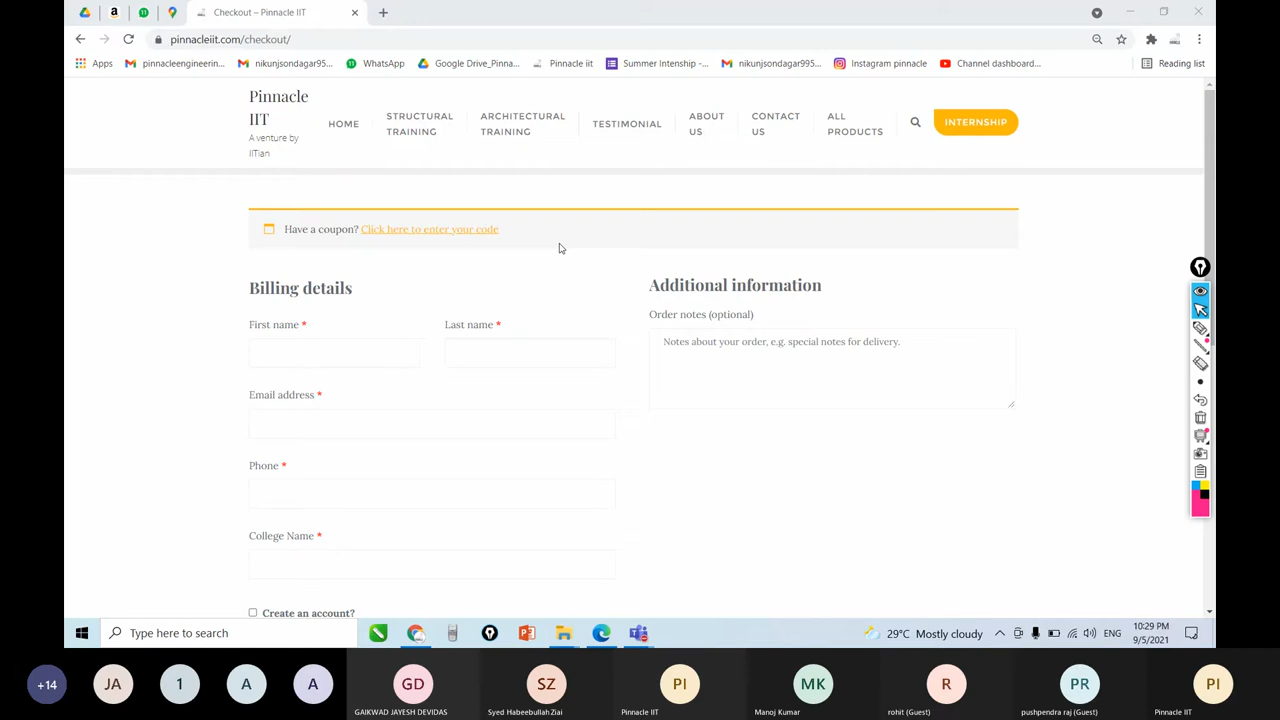 Checkout – Pinnacle IIT
pinnacleiit.com/checkout/
Apps
pinnacleengineerin...
nikunjsondagar95...
WhatsApp
Google Drive_Pinna...
Pinnacle iit
Summer Intenship -...
nikunjsondagar995...
Instagram pinnacle
Channel dashboard...
Reading list
Pinnacle IIT
A venture by IITian
HOME
STRUCTURAL TRAINING
ARCHITECTURAL TRAINING
TESTIMONIAL
ABOUT US
CONTACT US
ALL PRODUCTS
INTERNSHIP
Have a coupon? Click here to enter your code
Billing details
Additional information
First name *
Last name *
Order notes (optional)
Notes about your order, e.g. special notes for delivery.
Email address *
Phone *
College Name *
Create an account?
Type here to search
29°C Mostly cloudy
ENG
10:29 PM
9/5/2021
+14
JA
1
A
A
GD
SZ
PI
MK
R
PR
PI
GAIKWAD JAYESH DEVIDAS
Syed Habeebullah Ziai
Pinnacle IIT
Manoj Kumar
rohit (Guest)
pushpendra raj (Guest)
Pinnacle IIT